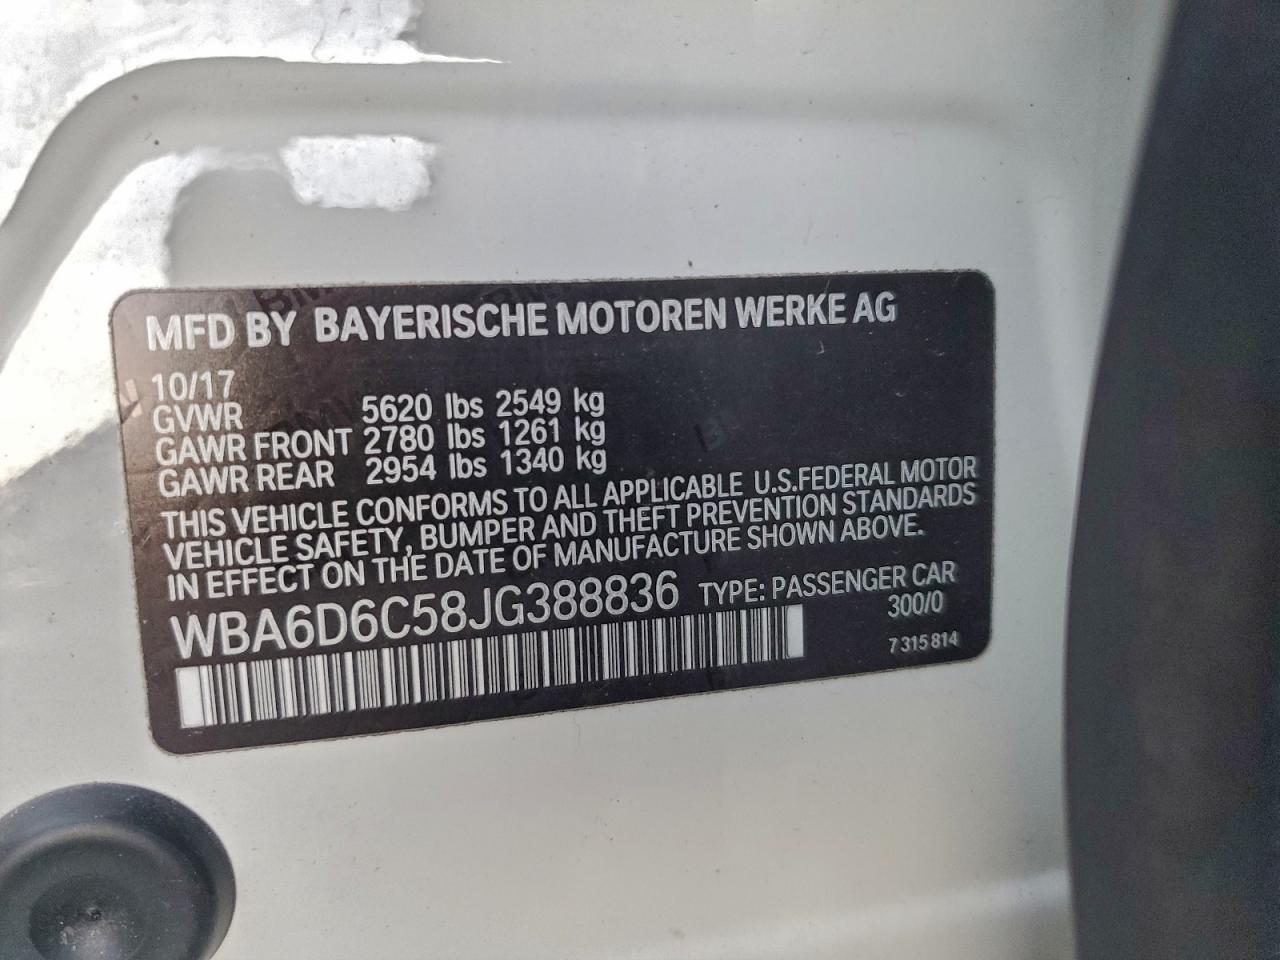 MFD BY BAYERISCHE MOTOREN WERKE AG
10/17
GVWR 5620 lbs 2549 kg
GAWR FRONT 2780 lbs 1261 kg
GAWR REAR 2954 lbs 1340 kg
THIS VEHICLE CONFORMS TO ALL APPLICABLE U.S.FEDERAL MOTOR
VEHICLE SAFETY, BUMPER AND THEFT PREVENTION STANDARDS
IN EFFECT ON THE DATE OF MANUFACTURE SHOWN ABOVE.
WBA6D6C58JG388836 TYPE: PASSENGER CAR
300/0
7 315 814